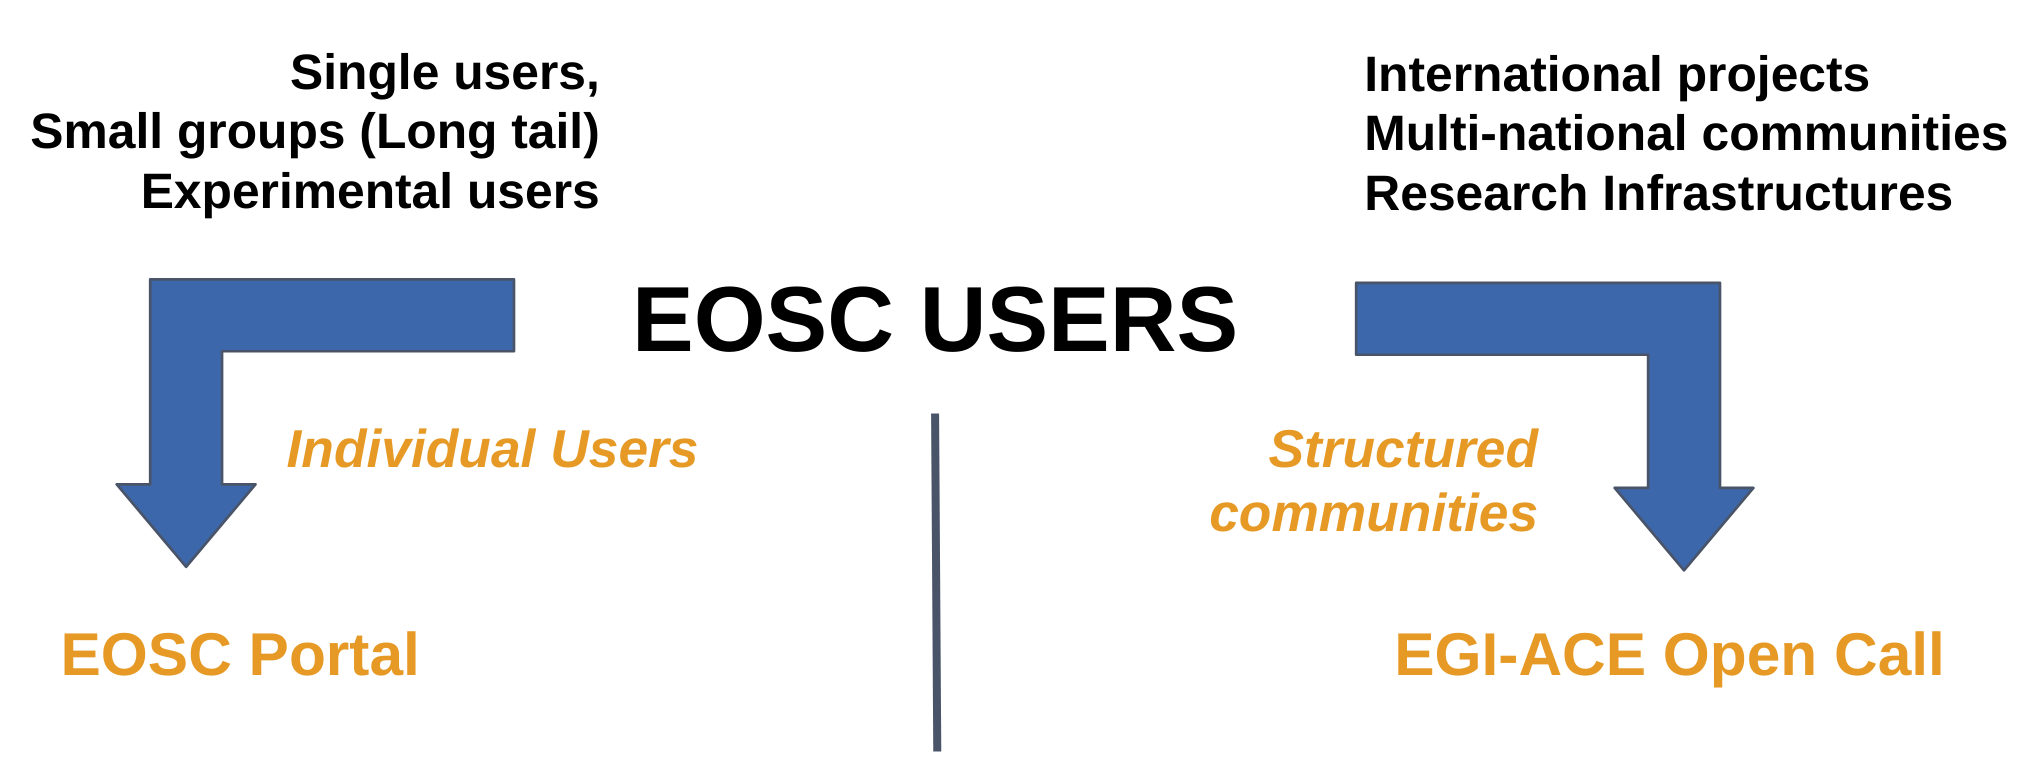 Single users,
Small groups (Long tail)
Experimental users
International projects
Multi-national communities
Research Infrastructures
EOSC USERS
Individual Users
Structured
communities
EOSC Portal
EGI-ACE Open Call